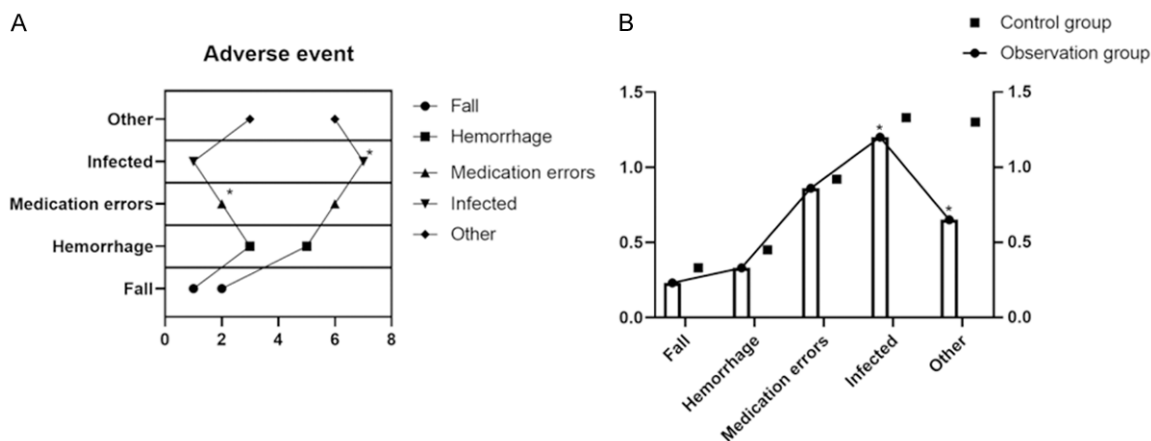 A
Adverse event
Other
Infected
Medication errors
Hemorrhage
Fall
0 2 4 6 8
*
*
Fall
Hemorrhage
Medication errors
Infected
Other
B
Control group
Observation group
1.5
1.0
0.5
0.0
*
*
1.5
1.0
0.5
0.0
Fall
Hemorrhage
Medication errors
Infected
Other